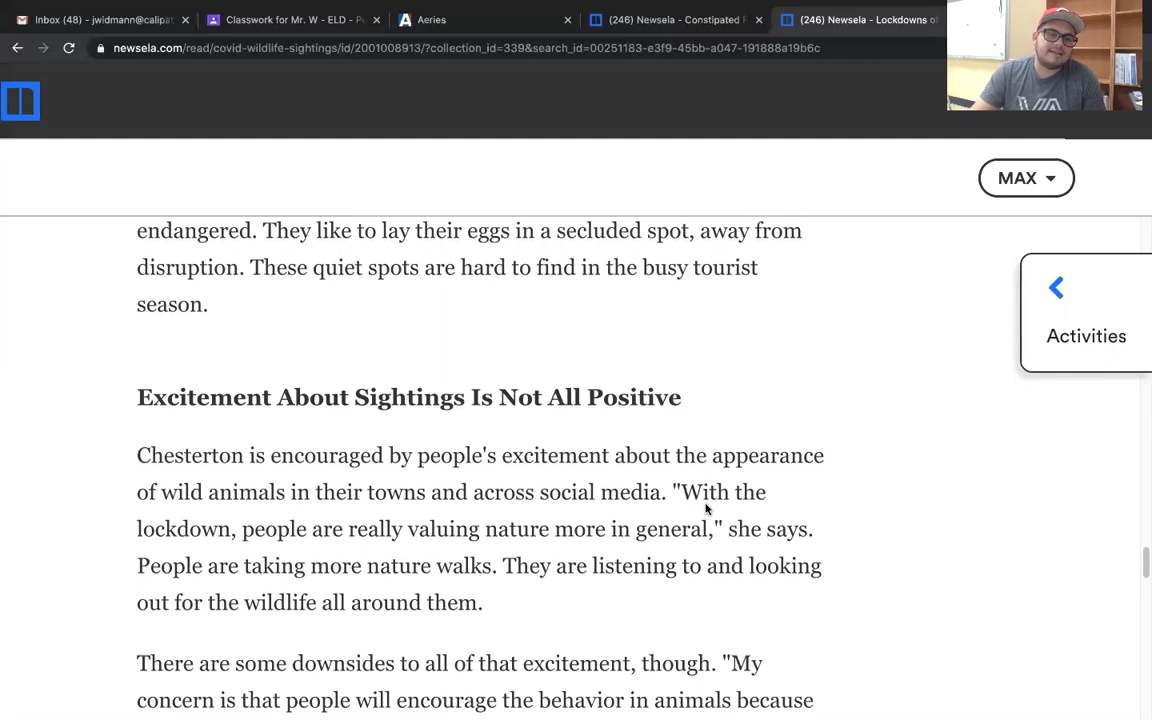 Inbox (48) - jwidmann@calipat
Classwork for Mr. W - ELD - P
Aeries
(246) Newsela - Constipated
(246) Newsela - Lockdowns of
newsela.com/read/covid-wildlife-sightings/id/2001008913/?collection_id=339&search_id=00251183-e3f9-45bb-a047-191888a19b6c
VA
MAX
endangered. They like to lay their eggs in a secluded spot, away from
disruption. These quiet spots are hard to find in the busy tourist
season.
Activities
Excitement About Sightings Is Not All Positive
Chesterton is encouraged by people's excitement about the appearance
of wild animals in their towns and across social media. "With the
lockdown, people are really valuing nature more in general," she says.
People are taking more nature walks. They are listening to and looking
out for the wildlife all around them.
There are some downsides to all of that excitement, though. "My
concern is that people will encourage the behavior in animals because